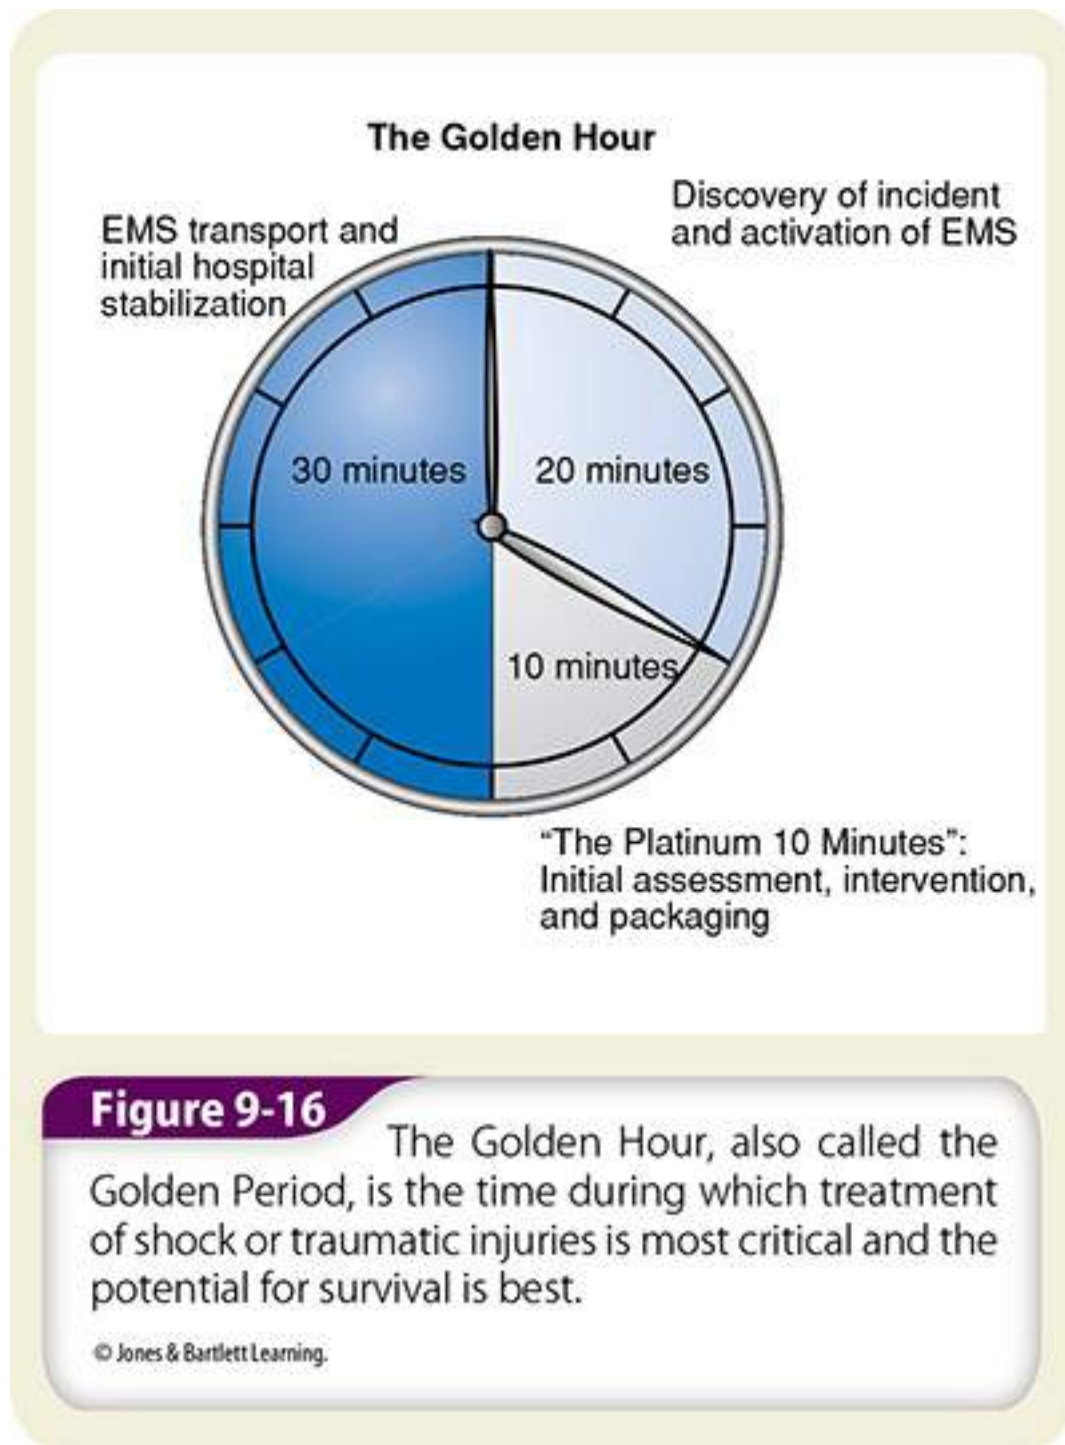 The Golden Hour
EMS transport and
initial hospital
stabilization
Discovery of incident
and activation of EMS
30 minutes
20 minutes
10 minutes
“The Platinum 10 Minutes”:
Initial assessment, intervention,
and packaging
Figure 9-16
The Golden Hour, also called the
Golden Period, is the time during which treatment
of shock or traumatic injuries is most critical and the
potential for survival is best.
© Jones & Bartlett Learning.